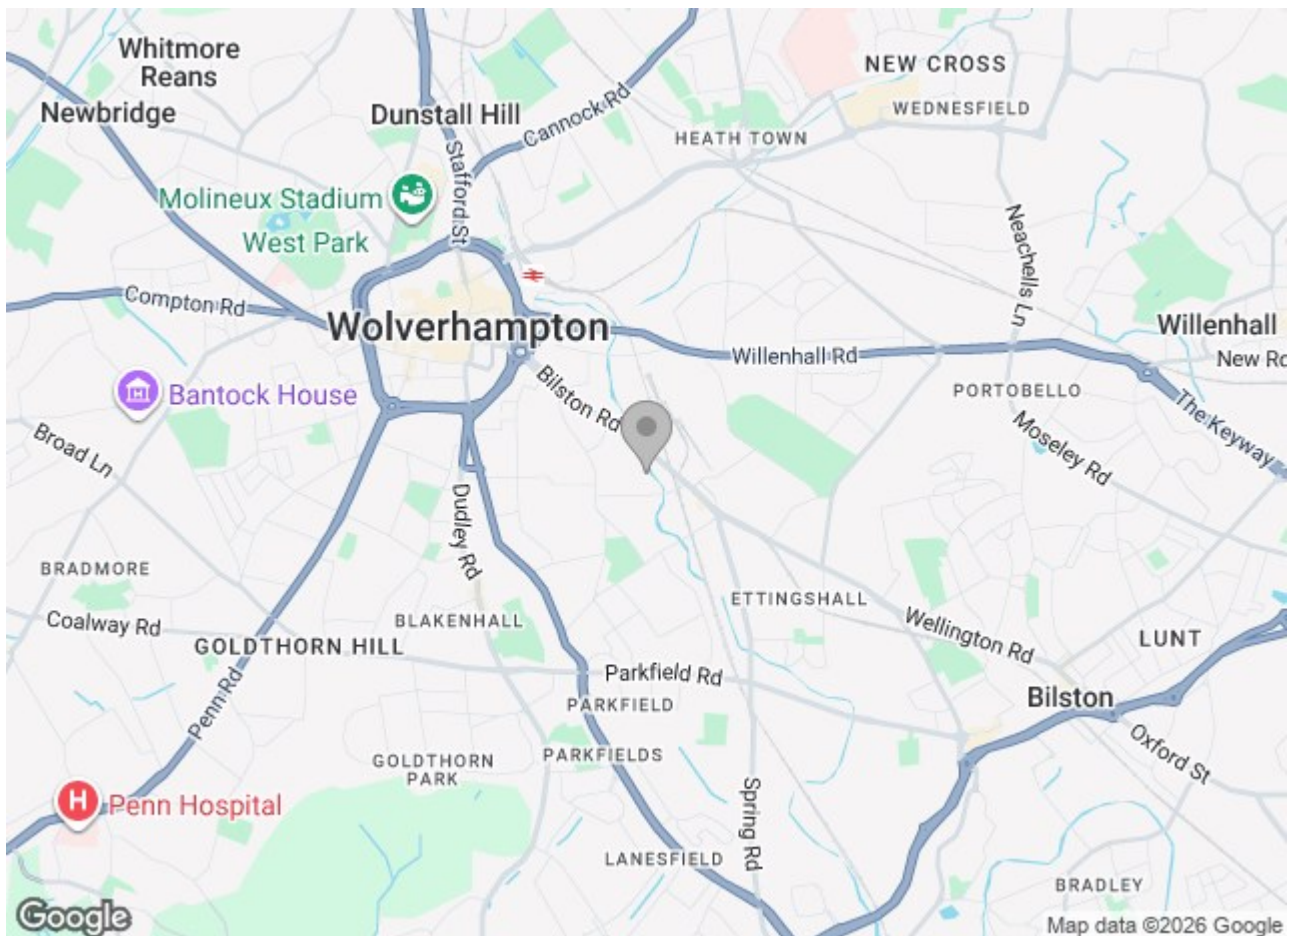 Whitmore
Reans
NEW CROSS
Newbridge
Dunstall Hill
Cannock Rd
WEDNESFIELD
HEATH TOWN
Stafford St
Molineux Stadium
West Park
Neachells Ln
Compton Rd
Wolverhampton
Willenhall
Willenhall Rd
New Rd
Bantock House
Bilston Rd
PORTOBELLO
The Keyway
Broad Ln
Moseley Rd
Dudley Rd
BRADMORE
ETTINGSHALL
Coalway Rd
BLAKENHALL
Wellington Rd
GOLDTHORN HILL
LUNT
Penn Rd
Parkfield Rd
Bilston
PARKFIELD
Oxford St
GOLDTHORN
PARK
PARKFIELDS
H
Penn Hospital
Spring Rd
LANESFIELD
BRADLEY
Google
Map data ©2026 Google